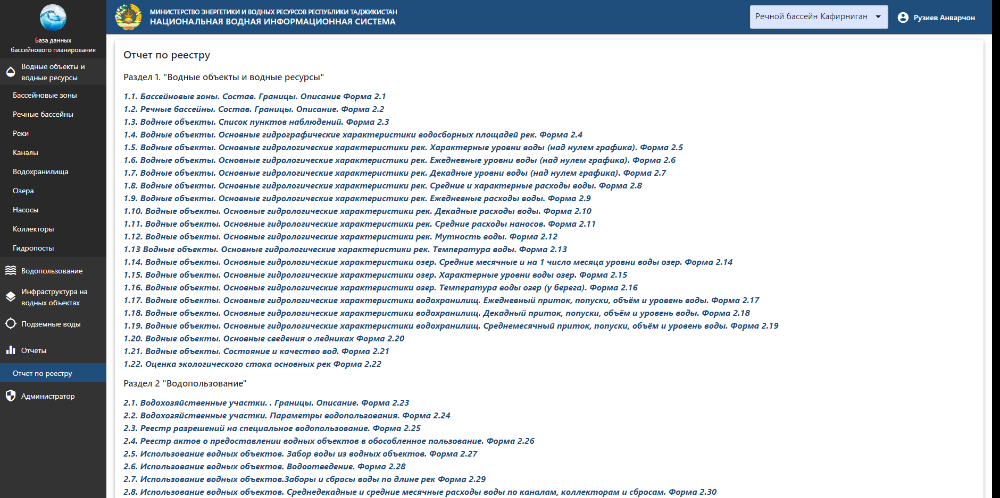 База данных
бассейнового планирования
Водные объекты и
водные ресурсы
Бассейновые зоны
Речные бассейны
Реки
Каналы
Водохранилища
Озера
Насосы
Коллекторы
Гидропосты
Водопользование
Инфраструктура на
водных объектах
Подземные воды
Отчеты
Отчет по реестру
Администратор
МИНИСТЕРСТВО ЭНЕРГЕТИКИ И ВОДНЫХ РЕСУРСОВ РЕСПУБЛИКИ ТАДЖИКИСТАН
НАЦИОНАЛЬНАЯ ВОДНАЯ ИНФОРМАЦИОННАЯ СИСТЕМА
Речной бассейн Кафирниган
Рузиев Анварчон
Отчет по реестру
Раздел 1. "Водные объекты и водные ресурсы"
1.1. Бассейновые зоны. Состав. Границы. Описание Форма 2.1
1.2. Речные бассейны. Состав. Границы. Описание. Форма 2.2
1.3. Водные объекты. Список пунктов наблюдений. Форма 2.3
1.4. Водные объекты. Основные гидрографические характеристики водосборных площадей рек. Форма 2.4
1.5. Водные объекты. Основные гидрологические характеристики рек. Характерные уровни воды (над нулем графика). Форма 2.5
1.6. Водные объекты. Основные гидрологические характеристики рек. Ежедневные уровни воды (над нулем графика). Форма 2.6
1.7. Водные объекты. Основные гидрологические характеристики рек. Декадные уровни воды (над нулем графика). Форма 2.7
1.8. Водные объекты. Основные гидрологические характеристики рек. Средние и характерные расходы воды. Форма 2.8
1.9. Водные объекты. Основные гидрологические характеристики рек. Ежедневные расходы воды. Форма 2.9
1.10. Водные объекты. Основные гидрологические характеристики рек. Декадные расходы воды. Форма 2.10
1.11. Водные объекты. Основные гидрологические характеристики рек. Средние расходы наносов. Форма 2.11
1.12. Водные объекты. Основные гидрологические характеристики рек. Мутность воды. Форма 2.12
1.13 Водные объекты. Основные гидрологические характеристики рек. Температура воды. Форма 2.13
1.14. Водные объекты. Основные гидрологические характеристики озер. Средние месячные и на 1 число месяца уровни воды озер. Форма 2.14
1.15. Водные объекты. Основные гидрологические характеристики озер. Характерные уровни воды озер. Форма 2.15
1.16. Водные объекты. Основные гидрологические характеристики озер. Температура воды озер (у берега). Форма 2.16
1.17. Водные объекты. Основные гидрологические характеристики водохранилищ. Ежедневный приток, попуски, объём и уровень воды. Форма 2.17
1.18. Водные объекты. Основные гидрологические характеристики водохранилищ. Декадный приток, попуски, объём и уровень воды. Форма 2.18
1.19. Водные объекты. Основные гидрологические характеристики водохранилищ. Среднемесячный приток, попуски, объём и уровень воды. Форма 2.19
1.20. Водные объекты. Основные сведения о ледниках Форма 2.20
1.21. Водные объекты. Состояние и качество вод. Форма 2.21
1.22. Оценка экологического стока основных рек Форма 2.22
Раздел 2 "Водопользование"
2.1. Водохозяйственные участки. . Границы. Описание. Форма 2.23
2.2. Водохозяйственные участки. Параметры водопользования. Форма 2.24
2.3. Реестр разрешений на специальное водопользование. Форма 2.25
2.4. Реестр актов о предоставлении водных объектов в обособленное пользование. Форма 2.26
2.5. Использование водных объектов. Забор воды из водных объектов. Форма 2.27
2.6. Использование водных объектов. Водоотведение. Форма 2.28
2.7. Использование водных объектов.Заборы и сбросы воды по длине рек Форма 2.29
2.8. Использование водных объектов. Среднедекадные и средние месячные расходы воды по каналам, коллекторам и сбросам. Форма 2.30